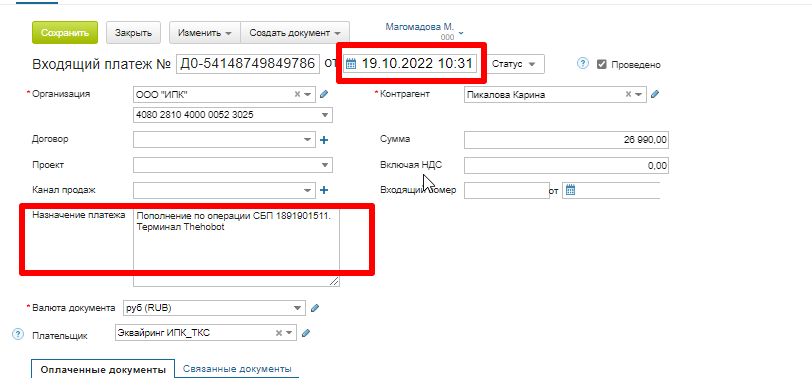 Сохранить Закрыть Изменить Создать документ Магомадова М.
000
Входящий платеж № Д0-54148749849786 от 19.10.2022 10:31 Статус ? Проведено
* Организация ООО "ИПК" * Контрагент Пикалова Карина
4080 2810 4000 0052 3025
Договор Сумма 26 990,00
Проект Включая НДС 0,00
Канал продаж Входящий номер от
Назначение платежа Пополнение по операции СБП 1891901511.
Терминал Thehobot
* Валюта документа руб (RUB)
? Плательщик Эквайринг ИПК_ТКС
Оплаченные документы Связанные документы